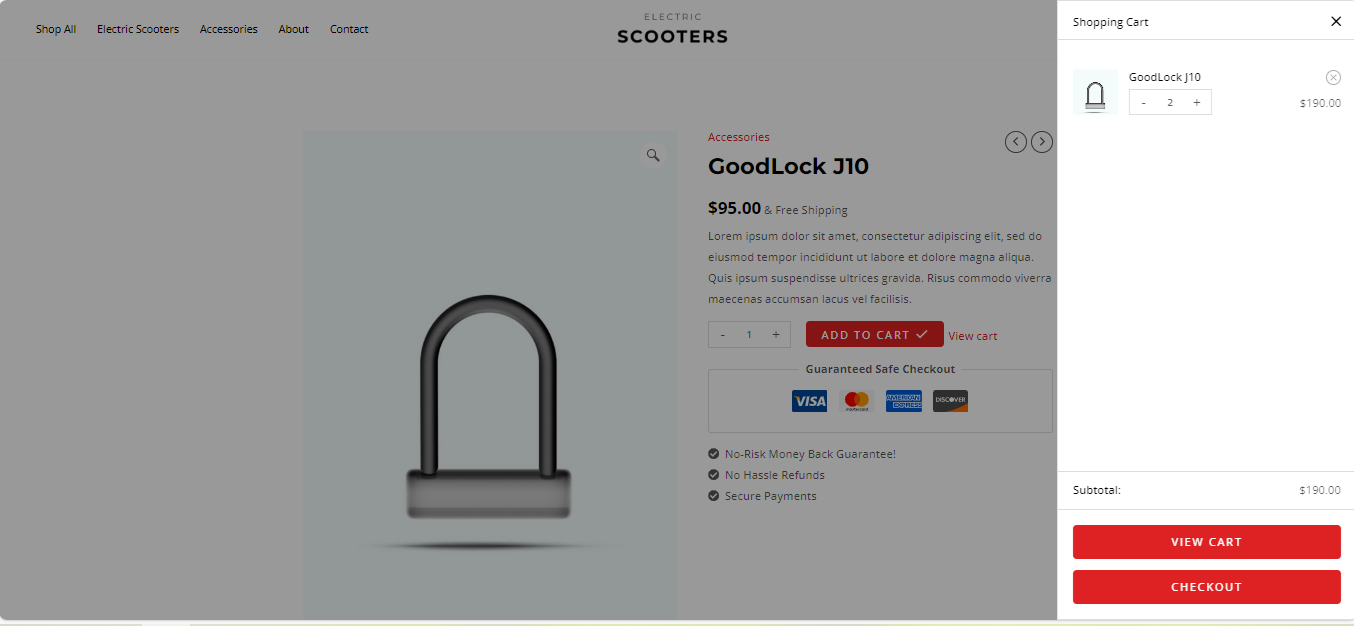 Shop All
Electric Scooters
Accessories
About
Contact
ELECTRIC
SCOOTERS
Accessories
GoodLock J10
$95.00 & Free Shipping
Lorem ipsum dolor sit amet, consectetur adipiscing elit, sed do
eiusmod tempor incididunt ut labore et dolore magna aliqua.
Quis ipsum suspendisse ultrices gravida. Risus commodo viverra
maecenas accumsan lacus vel facilisis.
- 1 +
ADD TO CART
View cart
Guaranteed Safe Checkout
VISA
mastercard
AMERICAN EXPRESS
DISCOVER
No-Risk Money Back Guarantee!
No Hassle Refunds
Secure Payments
Shopping Cart
GoodLock J10
- 2 +
$190.00
Subtotal:
$190.00
VIEW CART
CHECKOUT